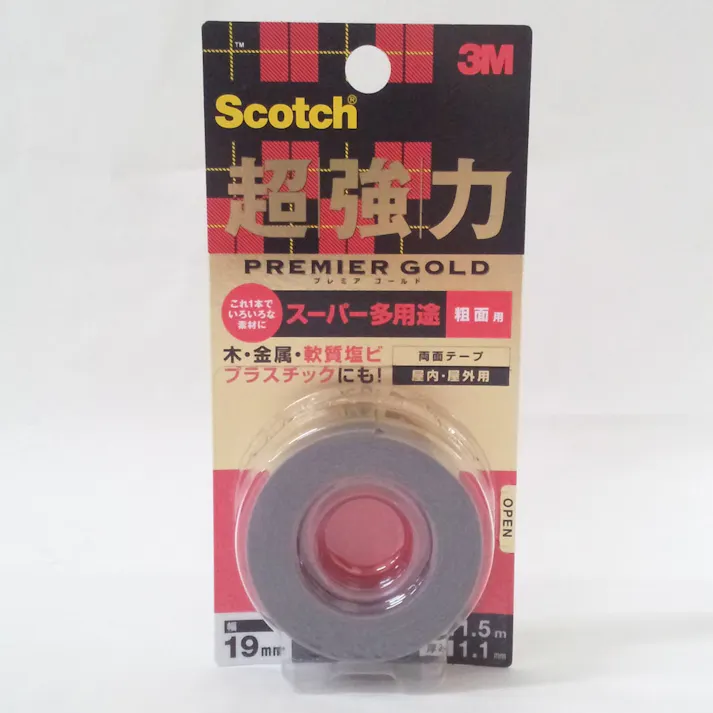 ™
3M
Scotch®
超強力
PREMIER GOLD
プレミア ゴールド
これ1本で
いろいろな
素材に
スーパー多用途
粗面用
木・金属・軟質塩ビ
プラスチックにも!
両面テープ
屋内・屋外用
OPEN
幅
19mm
1.5m
厚み
1.1mm